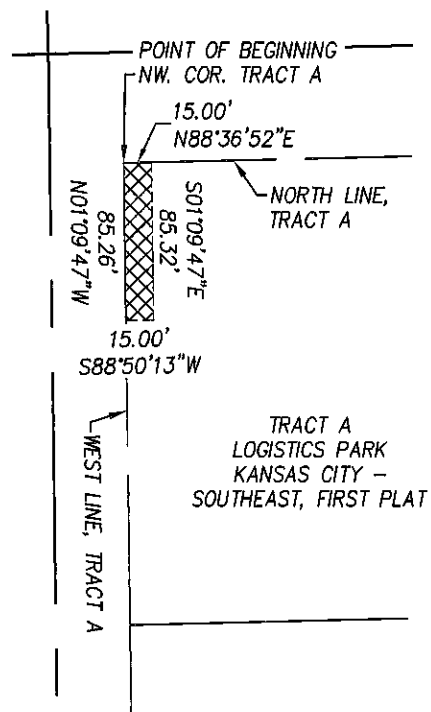 POINT OF BEGINNING
NW. COR. TRACT A
15.00'
N88°36'52"E
NORTH LINE,
TRACT A
N01°09'47"W
85.26'
85.32'
S01°09'47"E
15.00'
S88°50'13"W
WEST LINE, TRACT A
TRACT A
LOGISTICS PARK
KANSAS CITY –
SOUTHEAST, FIRST PLAT